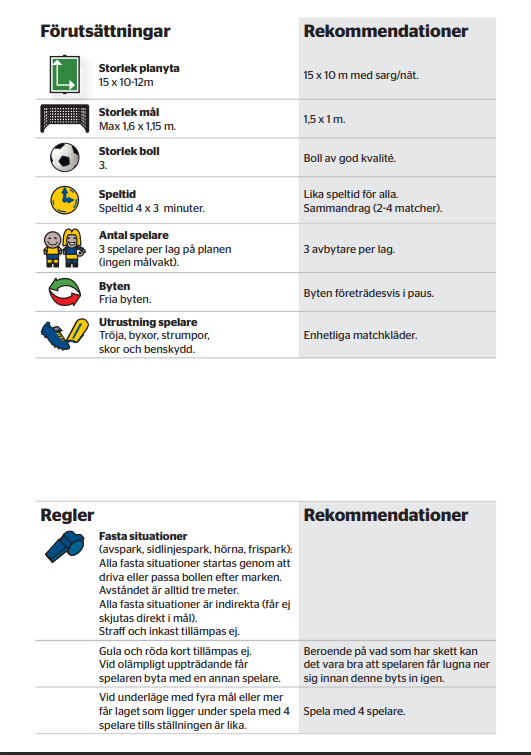 Förutsättningar
Rekommendationer
Storlek planyta
15 x 10-12m
15 x 10 m med sarg/nät.
Storlek mål
Max 1,6 x 1,15 m.
1,5 x 1 m.
Storlek boll
3.
Boll av god kvalité.
Speltid
Speltid 4 x 3 minuter.
Lika speltid för alla.
Sammandrag (2-4 matcher).
Antal spelare
3 spelare per lag på planen
(ingen målvakt).
3 avbytare per lag.
Byten
Fria byten.
Byten företrädesvis i paus.
Utrustning spelare
Tröja, byxor, strumpor,
skor och benskydd.
Enhetliga matchkläder.
Regler
Rekommendationer
Fasta situationer
(avspark, sidlinjespark, hörna, frispark):
Alla fasta situationer startas genom att
driva eller passa bollen efter marken.
Avståndet är alltid tre meter.
Alla fasta situationer är indirekta (får ej
skjutas direkt i mål).
Straff och inkast tillämpas ej.
Gula och röda kort tillämpas ej.
Vid olämpligt uppträdande får
spelaren byta med en annan spelare.
Beroende på vad som har skett kan
det vara bra att spelaren får lugna ner
sig innan denne byts in igen.
Vid underläge med fyra mål eller mer
får laget som ligger under spela med 4
spelare tills ställningen är lika.
Spela med 4 spelare.